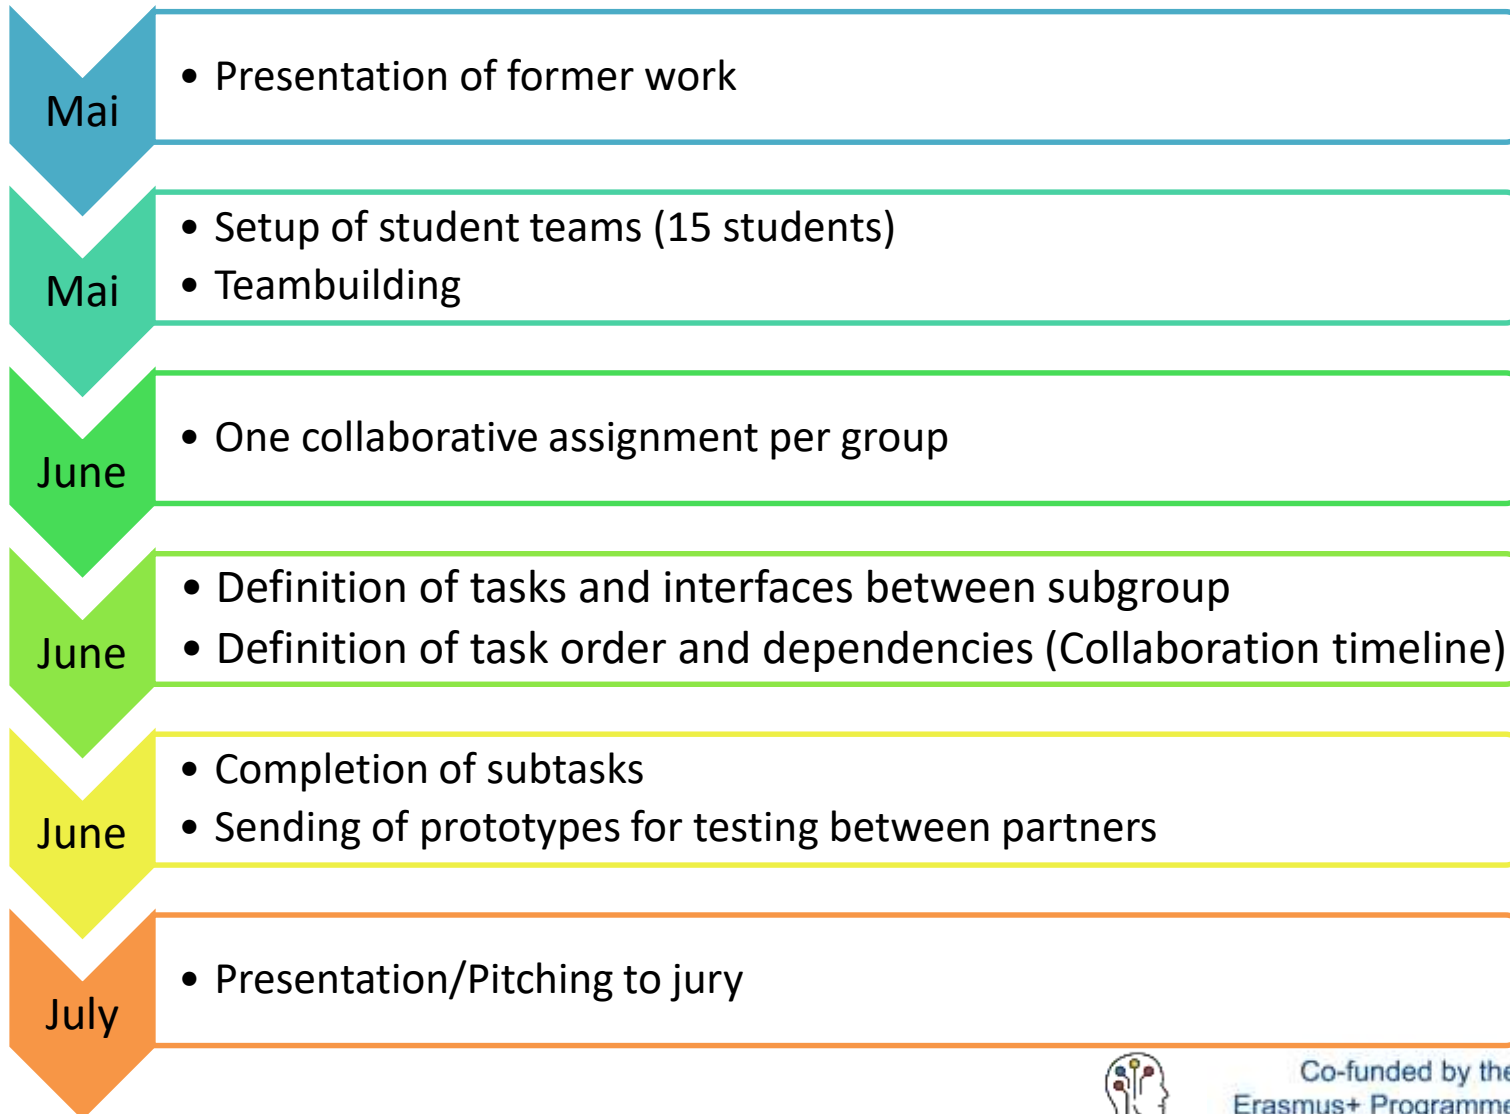 Mai
• Presentation of former work
Mai
• Setup of student teams (15 students)
• Teambuilding
June
• One collaborative assignment per group
June
• Definition of tasks and interfaces between subgroup
• Definition of task order and dependencies (Collaboration timeline)
June
• Completion of subtasks
• Sending of prototypes for testing between partners
July
• Presentation/Pitching to jury
Co-funded by the
Erasmus+ Programme